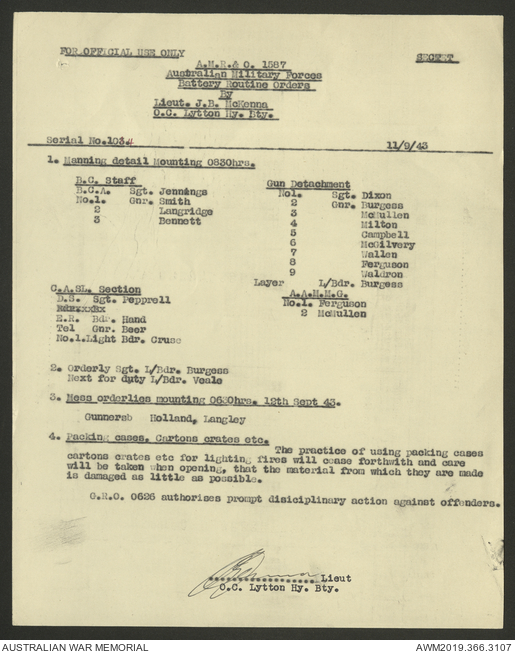 FOR OFFICIAL USE ONLY SECRET
A.M.R.& O. 1587
Australian Military Forces
Battery Routine Orders
By
Lieut. J.B. McKenna
O.C. Lytton Hy. Bty.
Serial No.103. 11/9/43
1. Manning detail Mounting 0830hrs.
B.C. Staff
B.C.A. Sgt. Jennings
No.1. Gnr. Smith
2 Langridge
3 Bennett
Gun Detachment
No1. Sgt. Dixon
2 Gnr. Burgess
3 McMullen
4 Milton
5 Campbell
6 McGilvery
7 Wallen
8 Ferguson
9 Waldron
Layer L/Bdr. Burgess
A.A.M.M.G.
No.1. Ferguson
2 McMullen
C.A.SL. Section
D.S. Sgt. Pepprell
E.R. Bdr. Hand
Tel Gnr. Beer
No.1.Light Bdr. Cruse
2. Orderly Sgt. L/Bdr. Burgess
Next for duty L/Bdr. Veale
3. Mess orderlies mounting 0630hrs. 12th Sept 43.
Gunnersb Holland, Langley
4. Packing cases, Cartons crates etc.
The practice of using packing cases
cartons crates etc for lighting fires will cease forthwith and care
will be taken when opening, that the material from which they are made
is damaged as little as possible.
G.R.O. 0626 authorises prompt disiciplinary action against offenders.
Lieut
O.C. Lytton Hy. Bty.
AUSTRALIAN WAR MEMORIAL AWM2019.366.3107